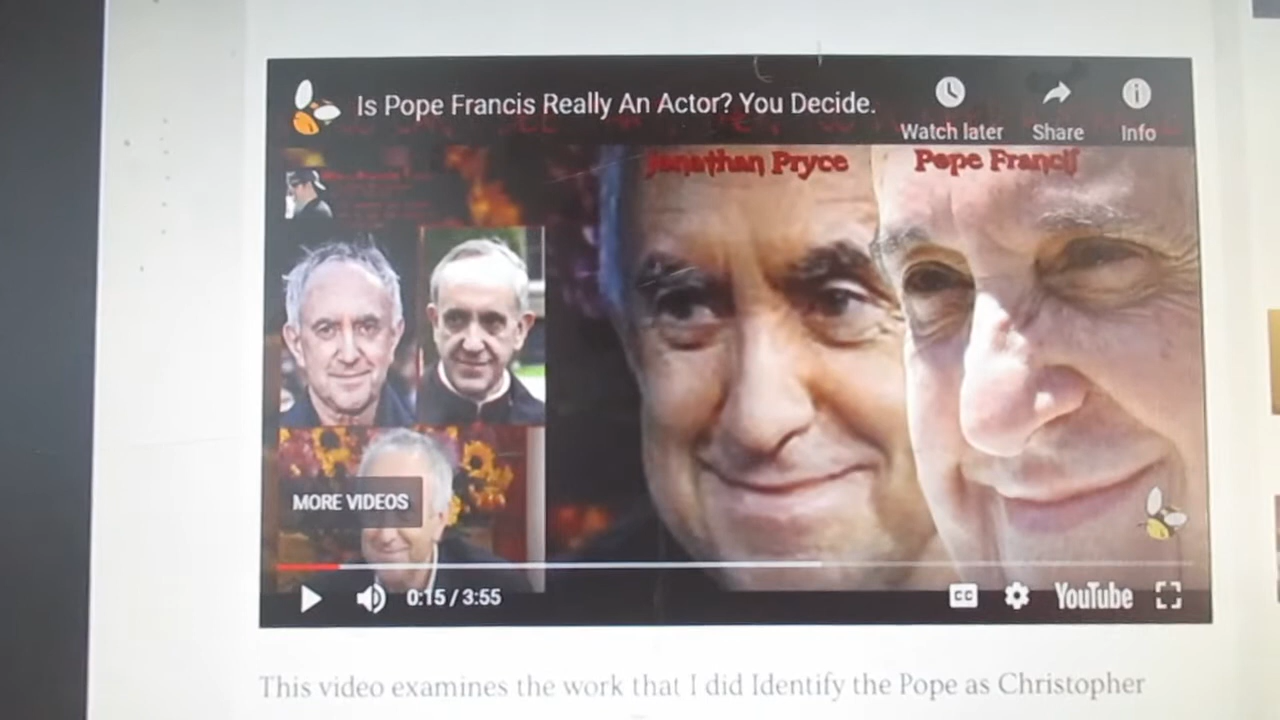 Is Pope Francis Really An Actor? You Decide.
Watch later Share Info
Jonathan Pryce Pope Francis
MORE VIDEOS
0:15 / 3:55
CC
YouTube
This video examines the work that I did Identify the Pope as Christopher